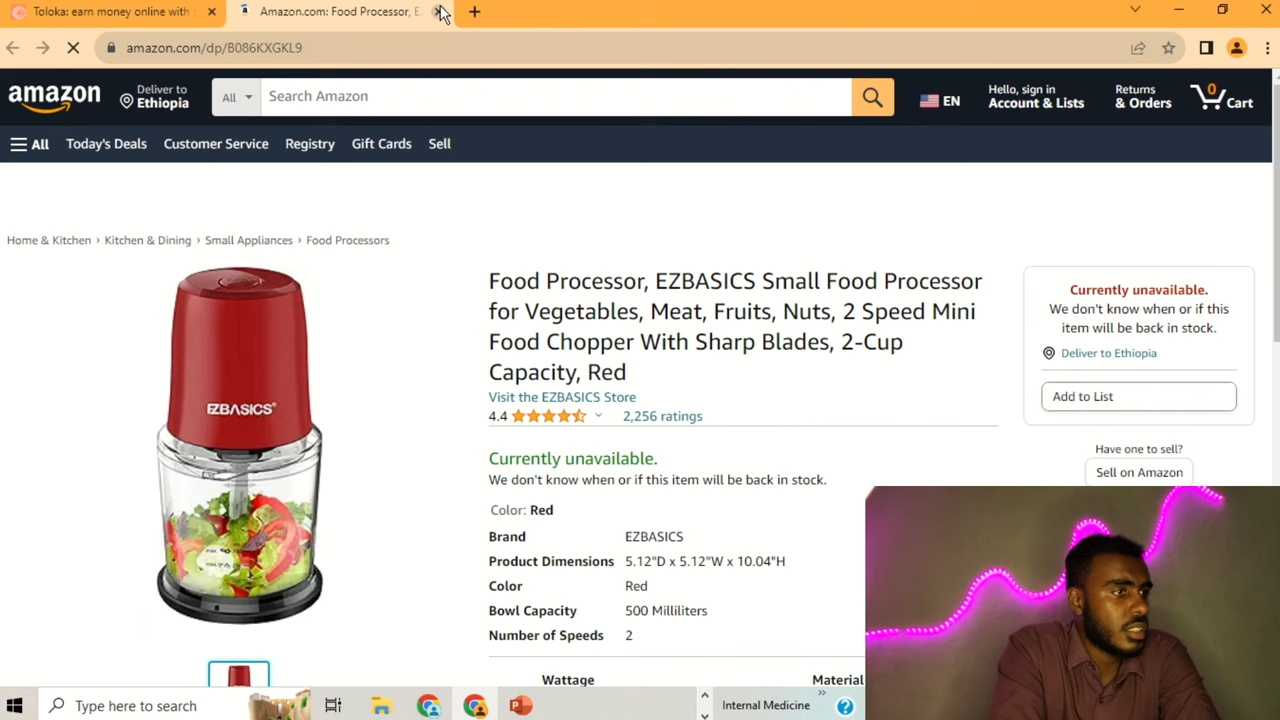 Toloka: earn money online with
Amazon.com: Food Processor, E
amazon.com/dp/B086KXGKL9
amazon
Deliver to
Ethiopia
All
Search Amazon
EN
Hello, sign in
Account & Lists
Returns
& Orders
0
Cart
All
Today's Deals
Customer Service
Registry
Gift Cards
Sell
Home & Kitchen › Kitchen & Dining › Small Appliances › Food Processors
EZBASICS®
Food Processor, EZBASICS Small Food Processor
for Vegetables, Meat, Fruits, Nuts, 2 Speed Mini
Food Chopper With Sharp Blades, 2-Cup
Capacity, Red
Visit the EZBASICS Store
4.4
2,256 ratings
Currently unavailable.
We don't know when or if this item will be back in stock.
Color: Red
Brand EZBASICS
Product Dimensions 5.12"D x 5.12"W x 10.04"H
Color Red
Bowl Capacity 500 Milliliters
Number of Speeds 2
Wattage
Material
Currently unavailable.
We don't know when or if this
item will be back in stock.
Deliver to Ethiopia
Add to List
Have one to sell?
Sell on Amazon
Type here to search
Internal Medicine